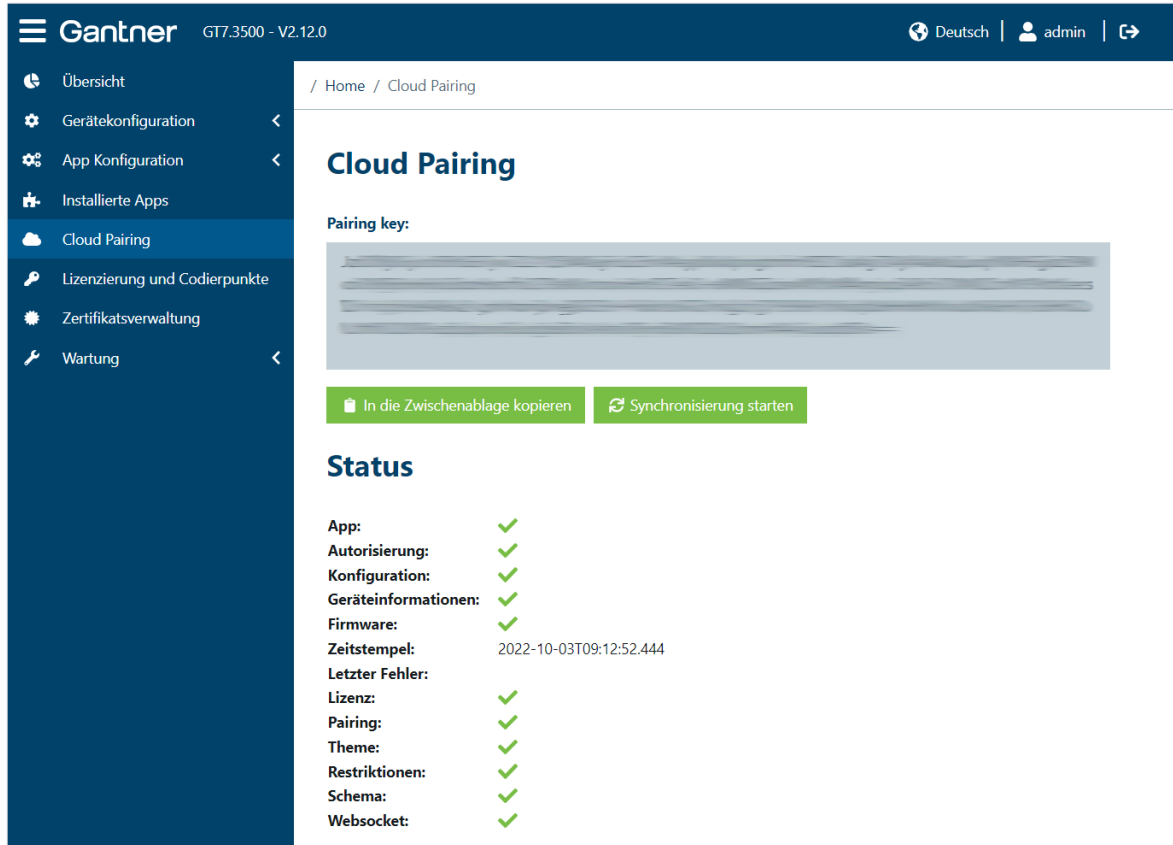 Gantner GT7.3500 - V2.12.0 Deutsch | admin |
Übersicht
Gerätekonfiguration
App Konfiguration
Installierte Apps
Cloud Pairing
Lizenzierung und Codierpunkte
Zertifikatsverwaltung
Wartung
/ Home / Cloud Pairing
Cloud Pairing
Pairing key:
In die Zwischenablage kopieren
Synchronisierung starten
Status
App:
Autorisierung:
Konfiguration:
Geräteinformationen:
Firmware:
Zeitstempel: 2022-10-03T09:12:52.444
Letzter Fehler:
Lizenz:
Pairing:
Theme:
Restriktionen:
Schema:
Websocket: